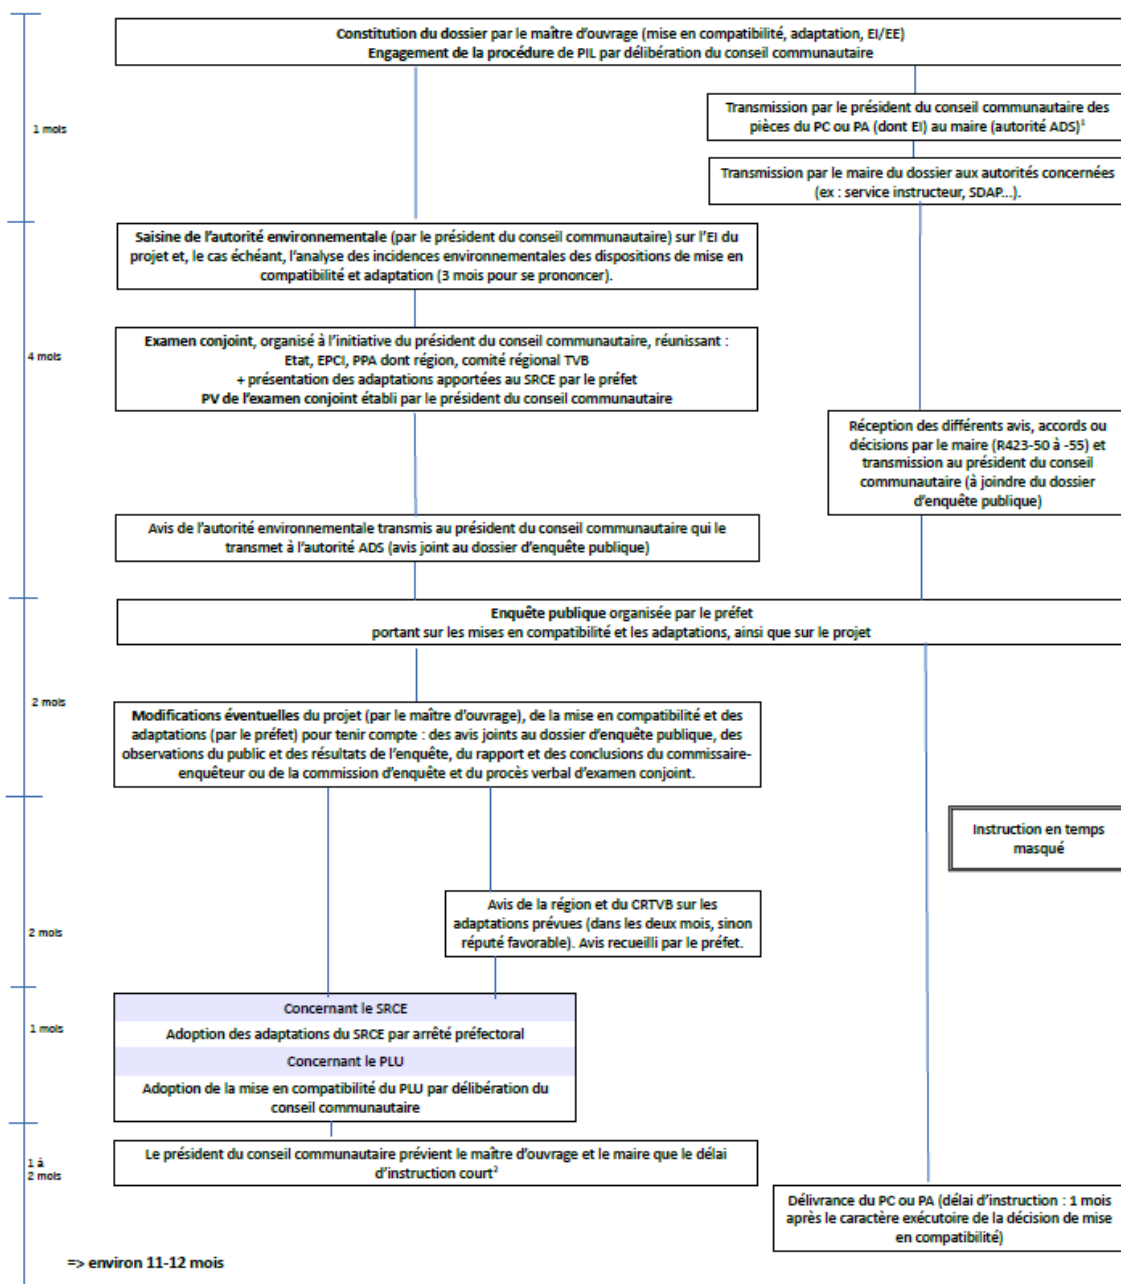 Constitution du dossier par le maître d'ouvrage (mise en compatibilité, adaptation, EI/EE)
Engagement de la procédure de PIL par délibération du conseil communautaire
1 mois
Transmission par le président du conseil communautaire des
pièces du PC ou PA (dont EI) au maire (autorité ADS)¹
Transmission par le maire du dossier aux autorités concernées
(ex : service instructeur, SDAP...).
Saisine de l'autorité environnementale (par le président du conseil communautaire) sur l'EI du
projet et, le cas échéant, l'analyse des incidences environnementales des dispositions de mise en
compatibilité et adaptation (3 mois pour se prononcer).
4 mois
Examen conjoint, organisé à l'initiative du président du conseil communautaire, réunissant :
Etat, EPCI, PPA dont région, comité régional TVB
+ présentation des adaptations apportées au SRCE par le préfet
PV de l'examen conjoint établi par le président du conseil communautaire
Réception des différents avis, accords ou
décisions par le maire (R423-50 à -55) et
transmission au président du conseil
communautaire (à joindre du dossier
d'enquête publique)
Avis de l'autorité environnementale transmis au président du conseil communautaire qui le
transmet à l'autorité ADS (avis joint au dossier d'enquête publique)
Enquête publique organisée par le préfet
portant sur les mises en compatibilité et les adaptations, ainsi que sur le projet
2 mois
Modifications éventuelles du projet (par le maître d'ouvrage), de la mise en compatibilité et des
adaptations (par le préfet) pour tenir compte : des avis joints au dossier d'enquête publique, des
observations du public et des résultats de l'enquête, du rapport et des conclusions du commissaire-
enquêteur ou de la commission d'enquête et du procès verbal d'examen conjoint.
Instruction en temps
masqué
2 mois
Avis de la région et du CRTVB sur les
adaptations prévues (dans les deux mois, sinon
réputé favorable). Avis recueilli par le préfet.
1 mois
Concernant le SRCE
Adoption des adaptations du SRCE par arrêté préfectoral
Concernant le PLU
Adoption de la mise en compatibilité du PLU par délibération du
conseil communautaire
1 à
2 mois
Le président du conseil communautaire prévient le maître d'ouvrage et le maire que le délai
d'instruction court²
Délivrance du PC ou PA (délai d'instruction : 1 mois
après le caractère exécutoire de la décision de mise
en compatibilité)
=> environ 11-12 mois